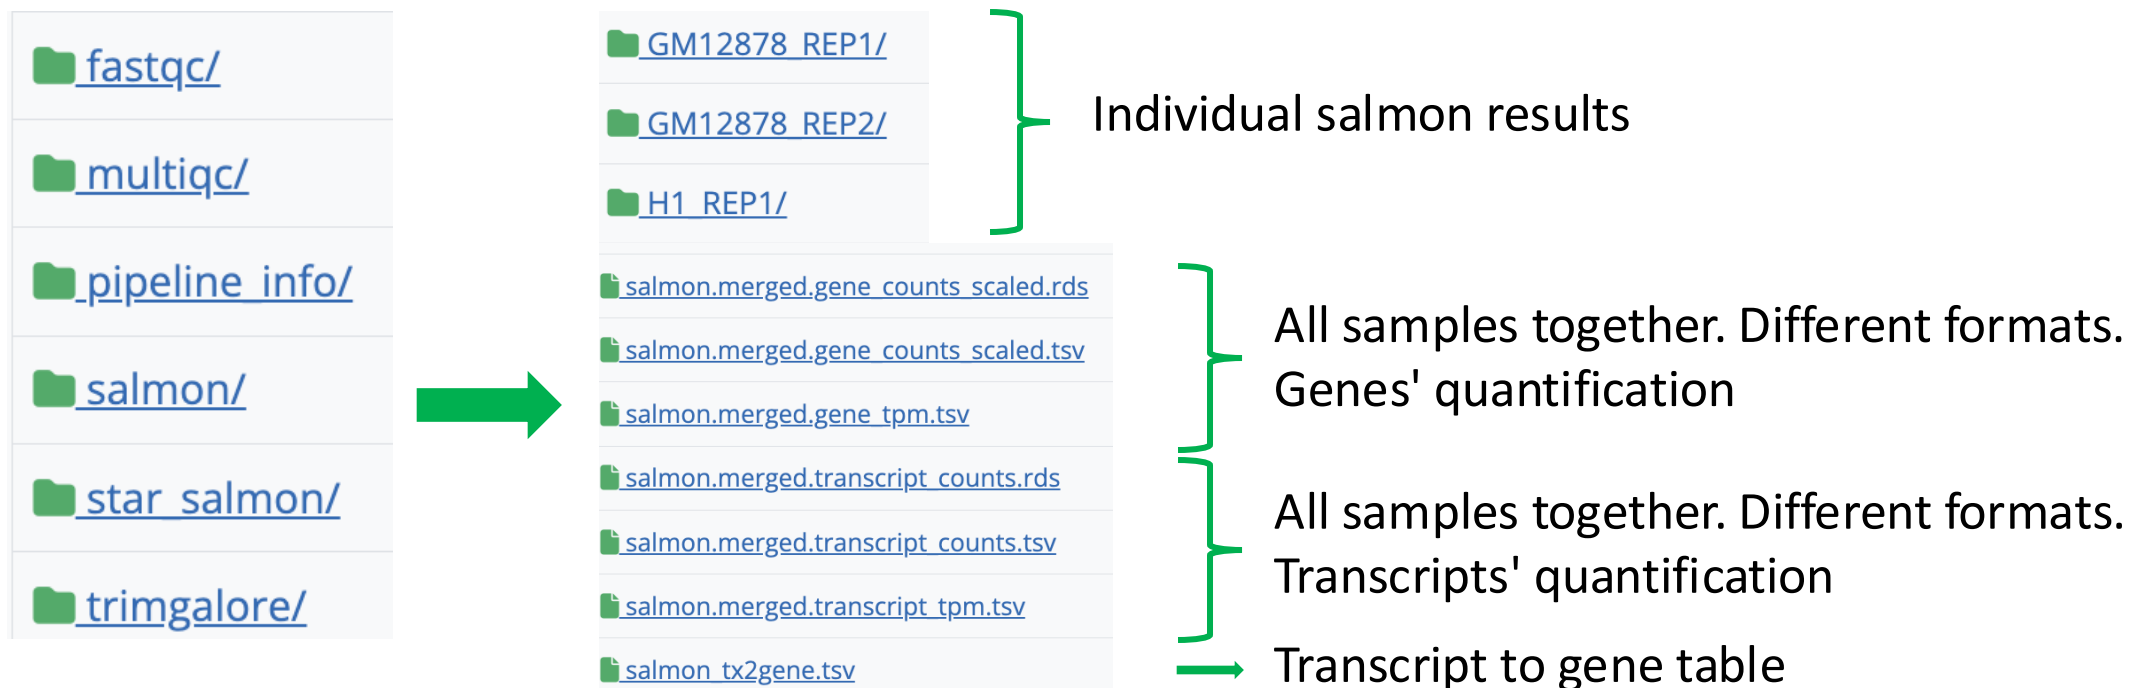 fastqc/
multiqc/
pipeline_info/
salmon/
star_salmon/
trimgalore/
GM12878_REP1/
GM12878_REP2/
H1_REP1/
Individual salmon results
salmon.merged.gene_counts_scaled.rds
salmon.merged.gene_counts_scaled.tsv
salmon.merged.gene_tpm.tsv
All samples together. Different formats.
Genes' quantification
salmon.merged.transcript_counts.rds
salmon.merged.transcript_counts.tsv
salmon.merged.transcript_tpm.tsv
All samples together. Different formats.
Transcripts' quantification
salmon_tx2gene.tsv
Transcript to gene table